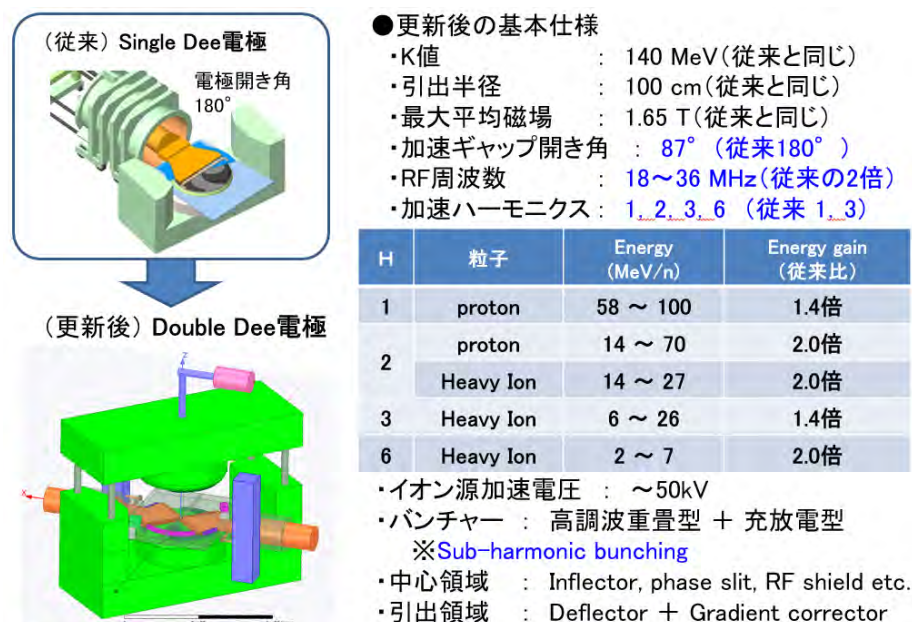 (従来) Single Dee電極
電極開き角
180°
(更新後) Double Dee電極
Z
X
●更新後の基本仕様
・K値 : 140 MeV(従来と同じ)
・引出半径 : 100 cm(従来と同じ)
・最大平均磁場 : 1.65 T(従来と同じ)
・加速ギャップ開き角 : 87° (従来180° )
・RF周波数 : 18~36 MHz(従来の2倍)
・加速ハーモニクス : 1, 2, 3, 6 (従来 1, 3)
H 粒子 Energy (MeV/n) Energy gain (従来比)
1 proton 58 ~ 100 1.4倍
2 proton 14 ~ 70 2.0倍
Heavy Ion 14 ~ 27 2.0倍
3 Heavy Ion 6 ~ 26 1.4倍
6 Heavy Ion 2 ~ 7 2.0倍
・イオン源加速電圧 : ~50kV
・バンチャー : 高調波重畳型 + 充放電型
※Sub-harmonic bunching
・中心領域 : Inflector, phase slit, RF shield etc.
・引出領域 : Deflector + Gradient corrector